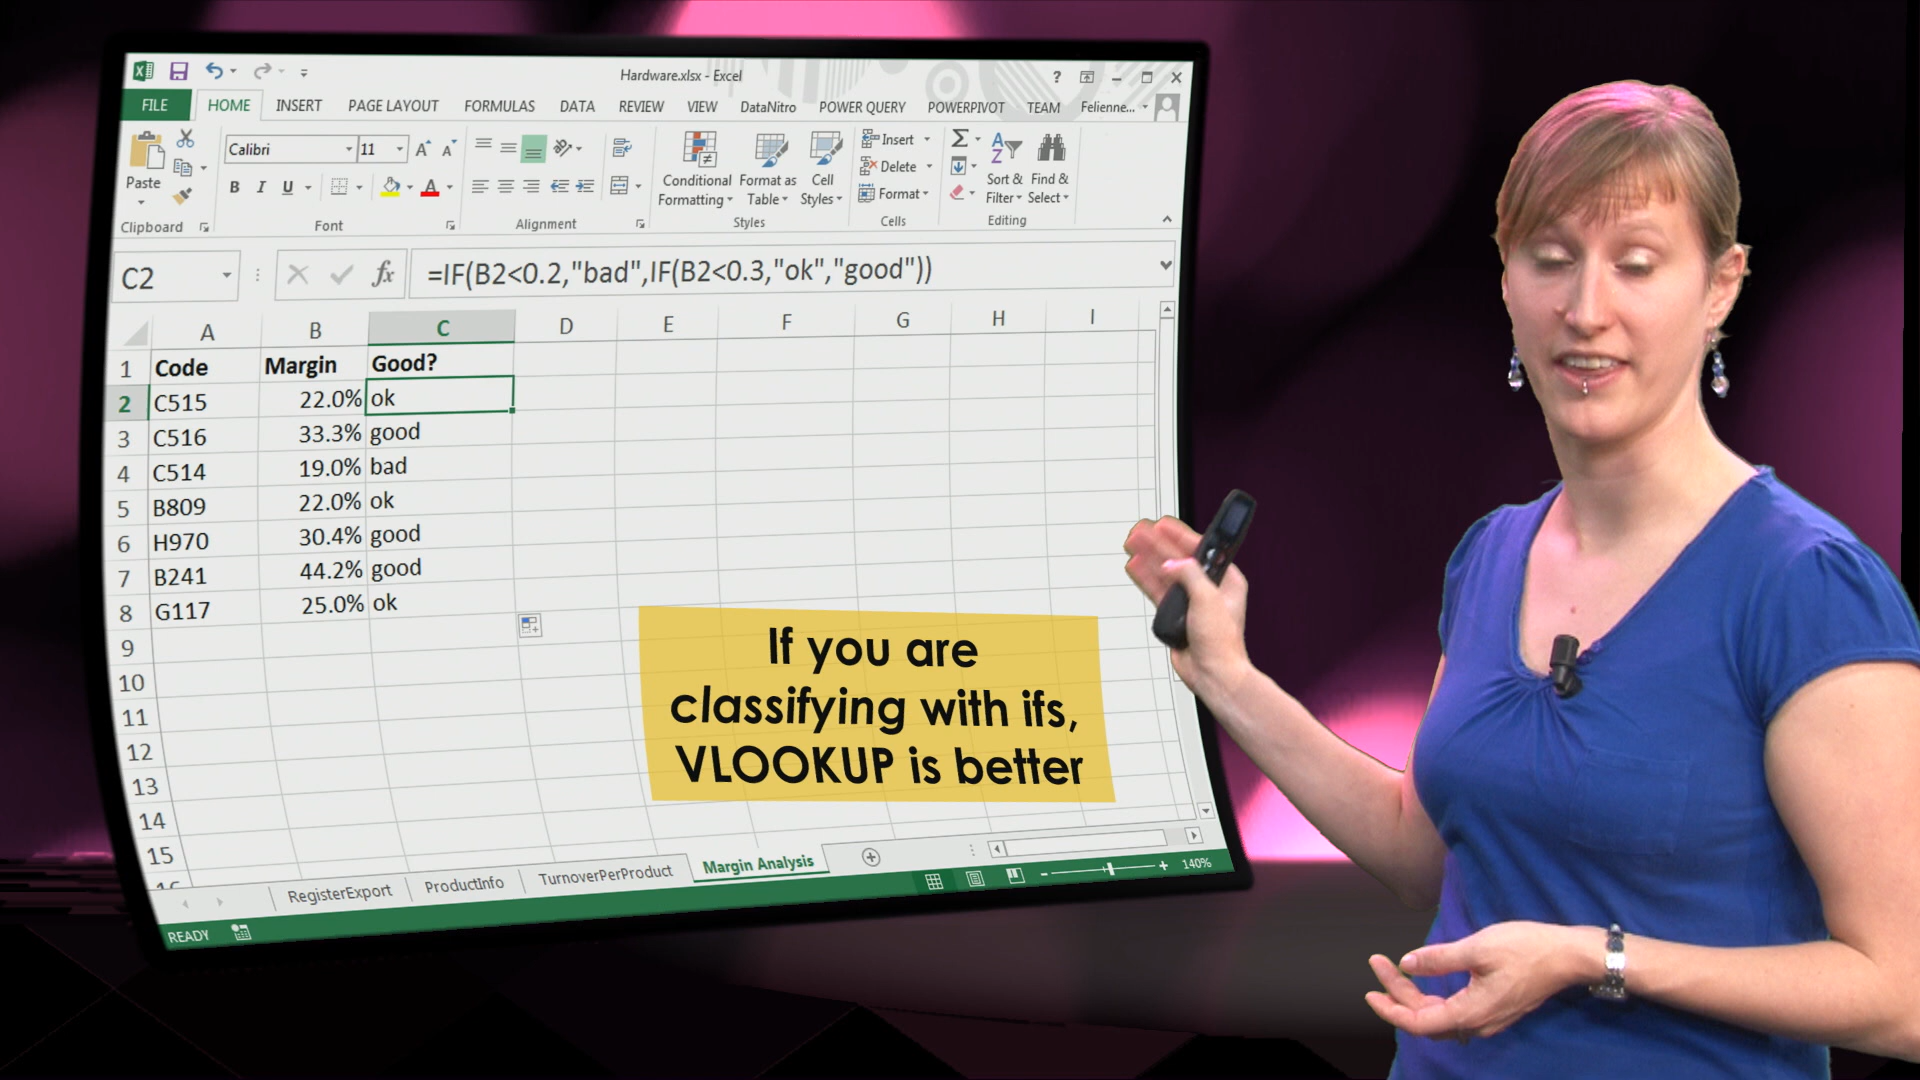 Hardware.xlsx - Excel
?
FILE HOME INSERT PAGE LAYOUT FORMULAS DATA REVIEW VIEW DataNitro POWER QUERY POWERPIVOT TEAM Felienne...
Calibri 11
Paste
B I U
Conditional Formatting
Format as Table
Cell Styles
Insert
Delete
Format
Sort & Filter
Find & Select
Clipboard Font Alignment Styles Cells Editing
C2 fx =IF(B2<0.2,"bad",IF(B2<0.3,"ok","good"))
A B C D E F G H I
1 Code Margin Good?
2 C515 22.0% ok
3 C516 33.3% good
4 C514 19.0% bad
5 B809 22.0% ok
6 H970 30.4% good
7 B241 44.2% good
8 G117 25.0% ok
9
10
11
12
13
14
15
If you are
classifying with ifs,
VLOOKUP is better
RegisterExport ProductInfo TurnoverPerProduct Margin Analysis
READY 140%